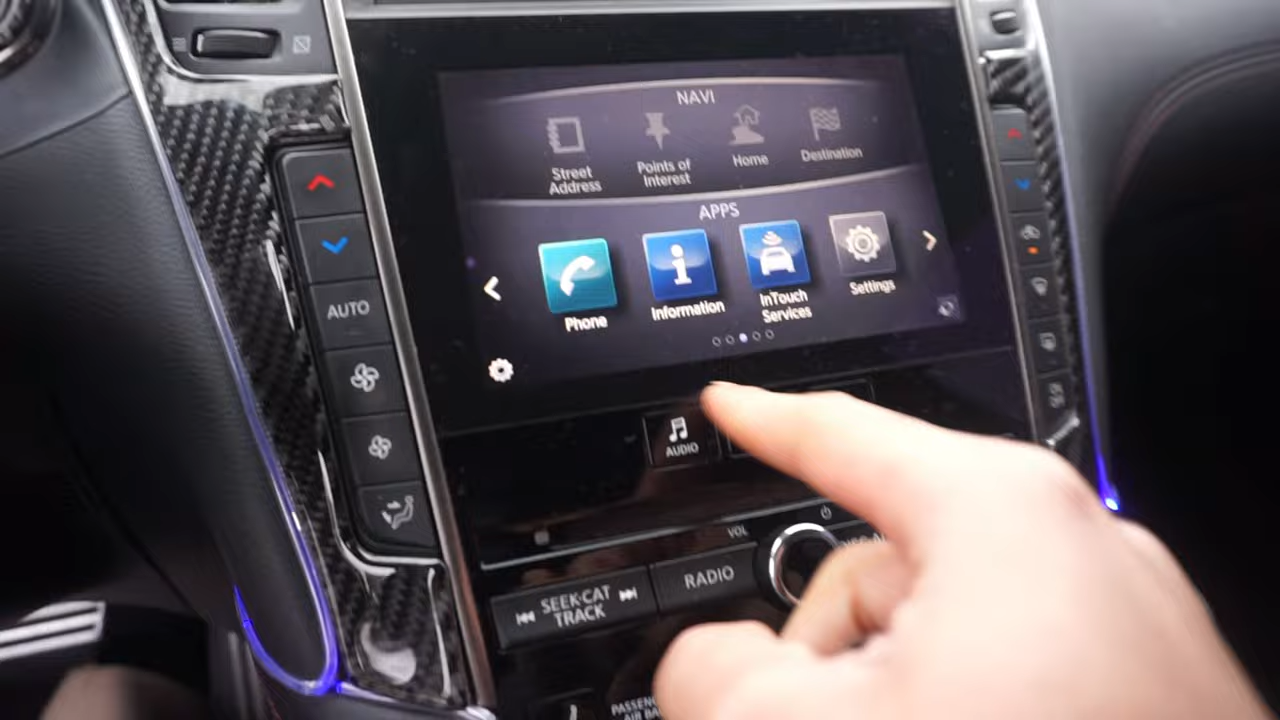 NAVI
Street
Address
Points of
Interest
Home
Destination
APPS
Phone
Information
InTouch
Services
Settings
AUTO
AUDIO
VOL
SEEK·CAT
TRACK
RADIO